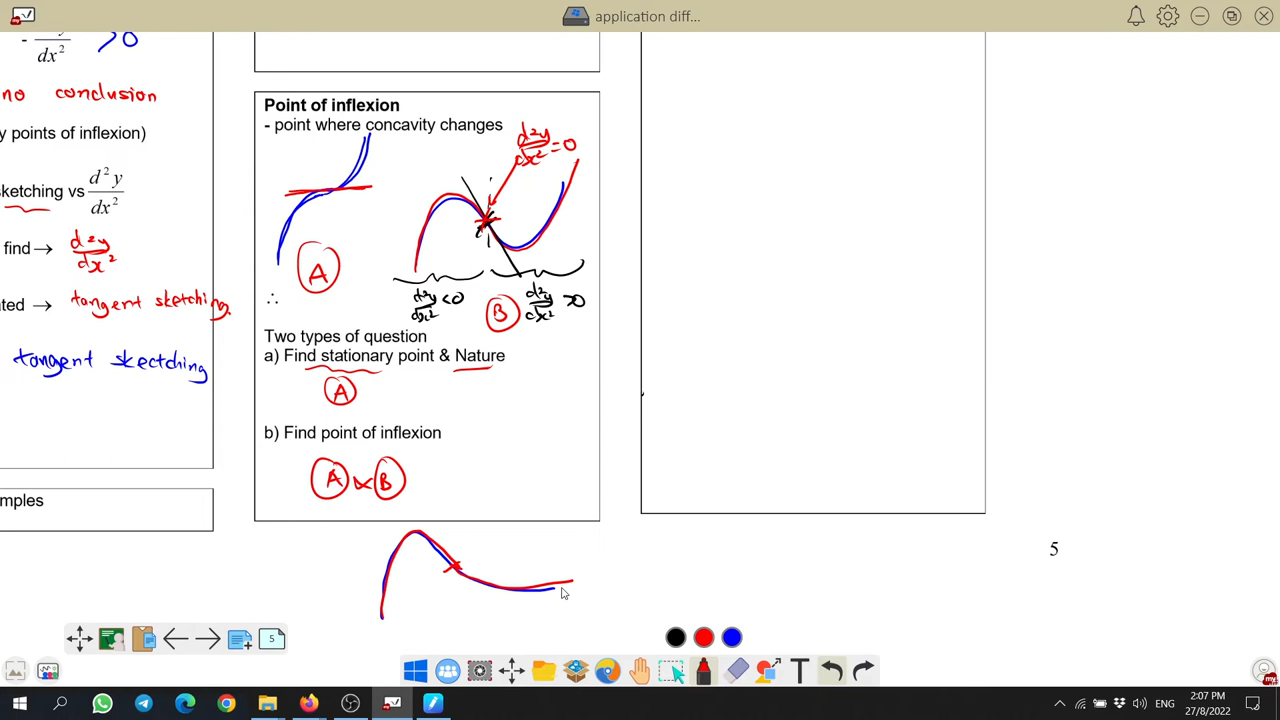 application diff...
- dy/dx² >0
no conclusion
y points of inflexion)
sketching vs d²y/dx²
find → d²y/dx²
ted → tangent sketching.
tangent skectching
mples
Point of inflexion
- point where concavity changes
d²y/dx² = 0
A
d²y/dx² <0
B
d²y/dx² >0
∴
Two types of question
a) Find stationary point & Nature
A
b) Find point of inflexion
A & B
5
5
ENG
2:07 PM
27/8/2022